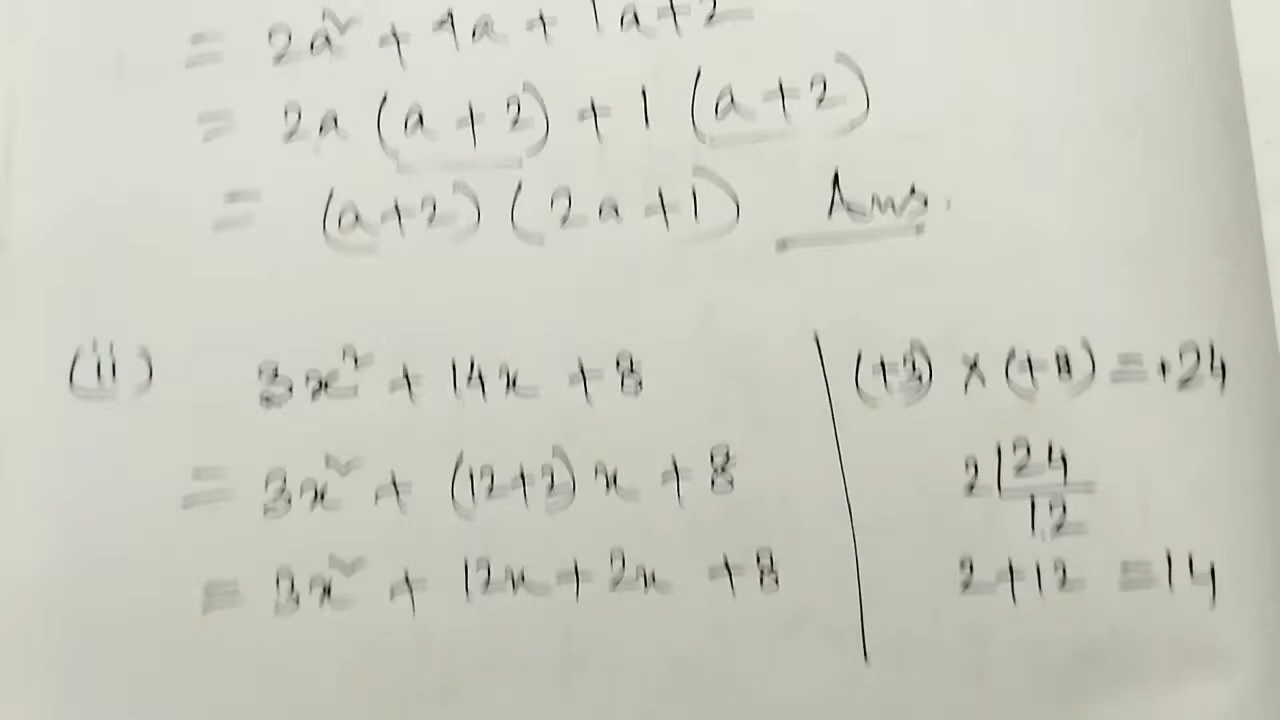 = 2a² + 4a + 1a+2
= 2a (a+2) + 1 (a+2)
= (a+2) (2a+1) Ans.
(ii) 3x² + 14x + 8
= 3x² + (12+2)x + 8
= 3x² + 12x + 2x + 8
(+3) × (+8) = +24
2|24
12
2+12 = 14